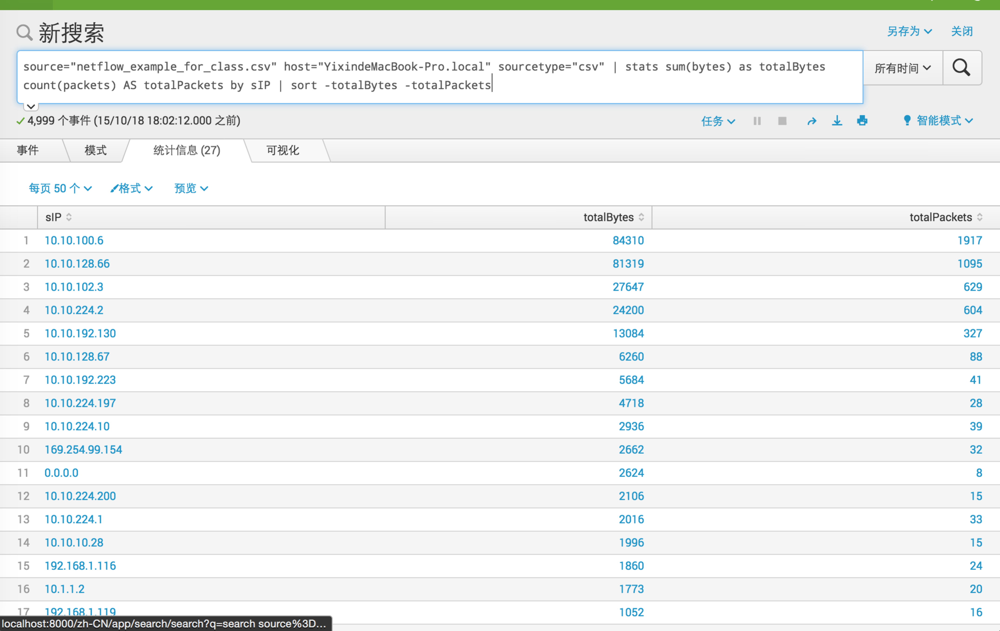 新搜索
另存为 关闭
source="netflow_example_for_class.csv" host="YixindeMacBook-Pro.local" sourcetype="csv" | stats sum(bytes) as totalBytes
count(packets) AS totalPackets by sIP | sort -totalBytes -totalPackets
所有时间
4,999 个事件 (15/10/18 18:02:12.000 之前)
任务 智能模式
事件 模式 统计信息 (27) 可视化
每页 50 个 格式 预览
sIP totalBytes totalPackets
1 10.10.100.6 84310 1917
2 10.10.128.66 81319 1095
3 10.10.102.3 27647 629
4 10.10.224.2 24200 604
5 10.10.192.130 13084 327
6 10.10.128.67 6260 88
7 10.10.192.223 5684 41
8 10.10.224.197 4718 28
9 10.10.224.10 2936 39
10 169.254.99.154 2662 32
11 0.0.0.0 2624 8
12 10.10.224.200 2106 15
13 10.10.224.1 2016 33
14 10.10.10.28 1996 15
15 192.168.1.116 1860 24
16 10.1.1.2 1773 20
17 192.168.1.119 1052 16
localhost:8000/zh-CN/app/search/search?q=search source%3D...